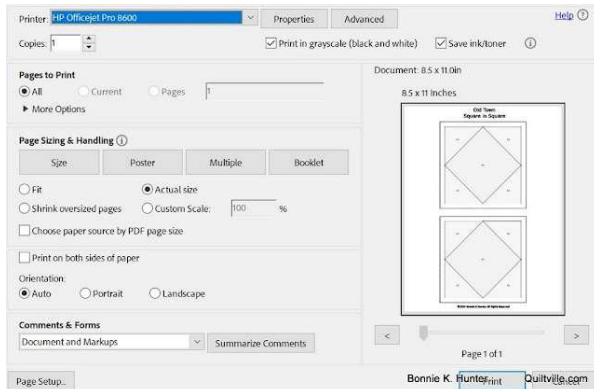 Printer: HP Officejet Pro 8600 Properties Advanced Help
Copies: 1 Print in grayscale (black and white) Save ink/toner
Pages to Print
All Current Pages 1
More Options
Page Sizing & Handling
Size Poster Multiple Booklet
Fit Actual size
Shrink oversized pages Custom Scale: 100 %
Choose paper source by PDF page size
Print on both sides of paper
Orientation:
Auto Portrait Landscape
Comments & Forms
Document and Markups Summarize Comments
Page Setup...
Document: 8.5 x 11.0in
8.5 x 11 Inches
Old Town
Square in Square
< >
Page 1 of 1
Print Cancel
Bonnie K. Hunter Quiltville.com